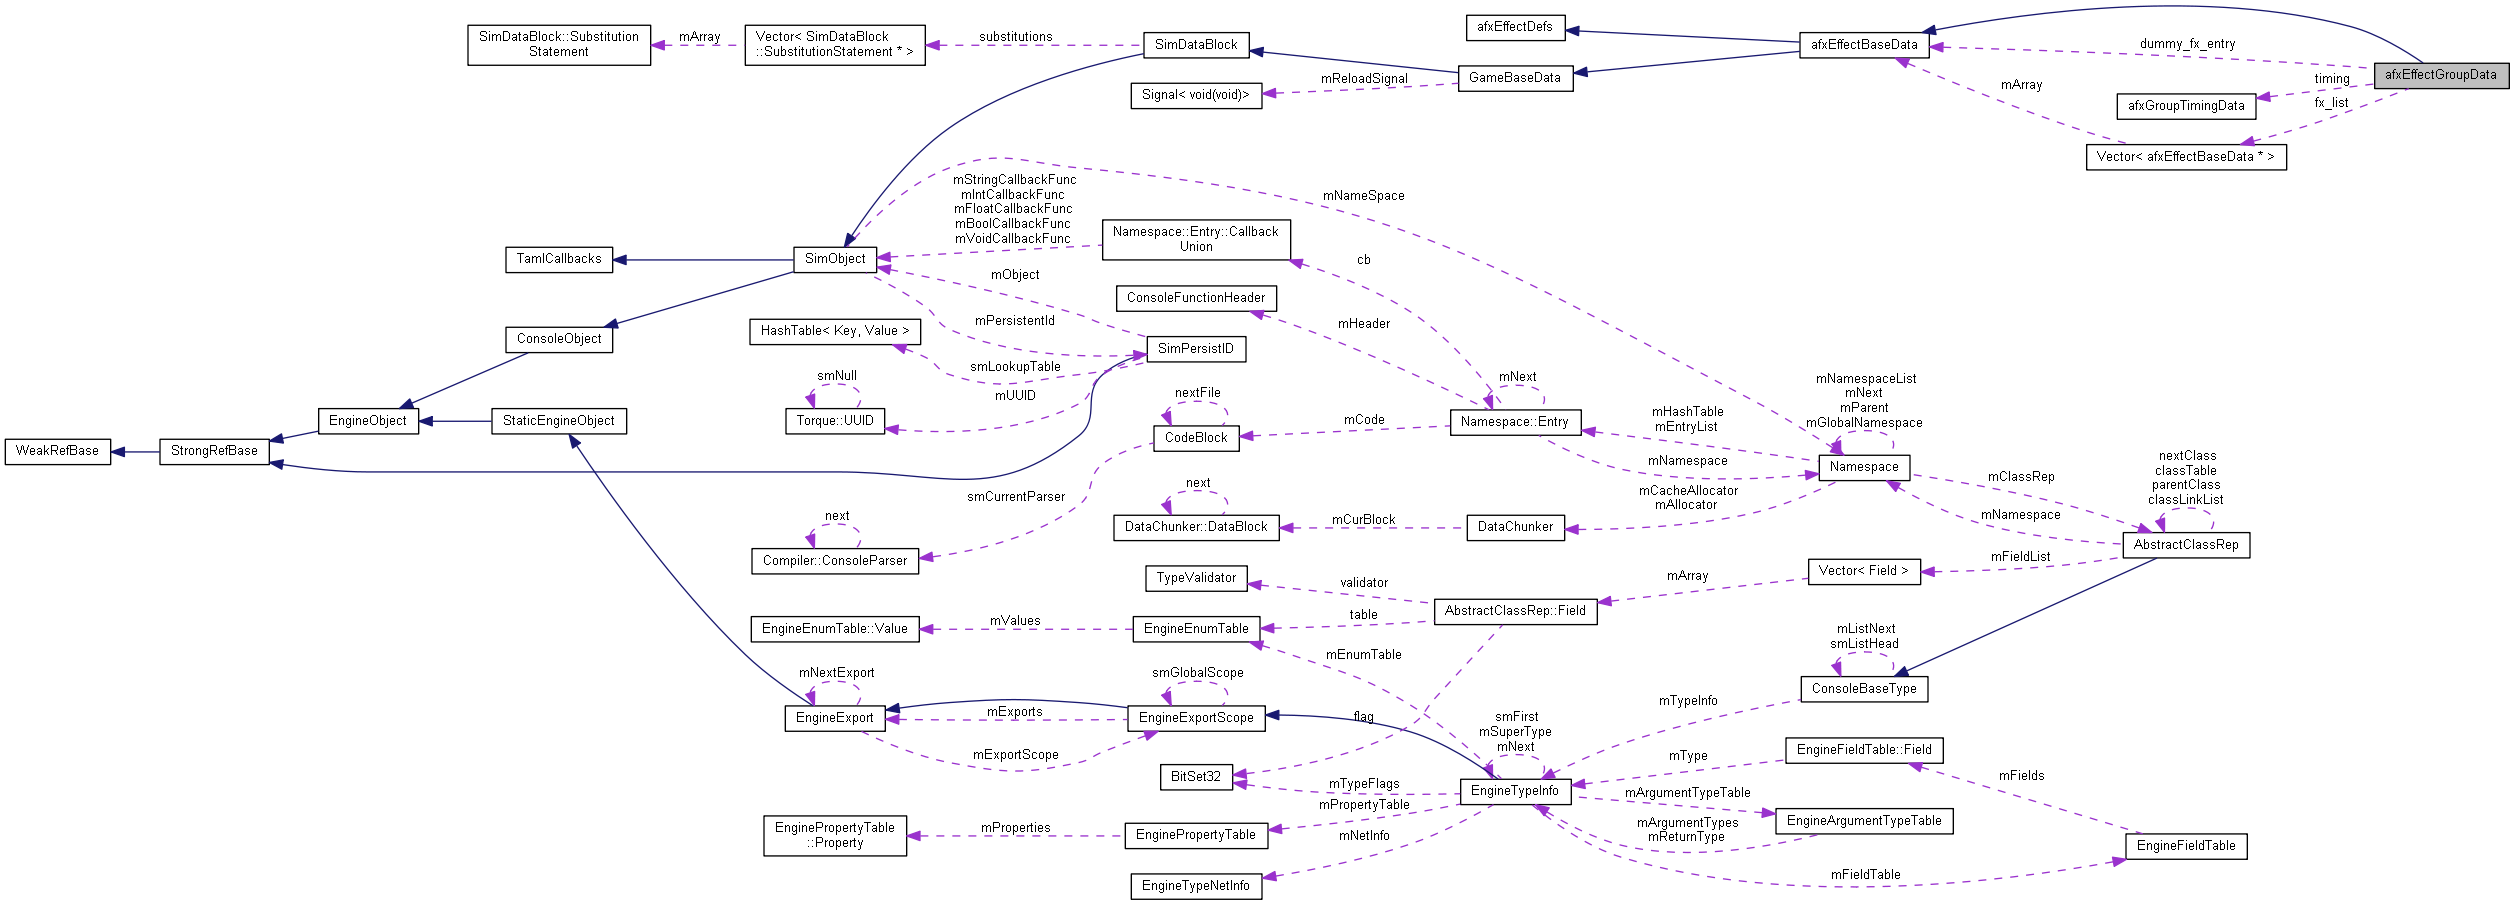 afxEffectDefs
SimDataBlock::Substitution
Statement
mArray
Vector< SimDataBlock
::SubstitutionStatement * >
substitutions
SimDataBlock
afxEffectBaseData
dummy_fx_entry
mReloadSignal
GameBaseData
timing
afxEffectGroupData
Signal< void(void)>
mArray
afxGroupTimingData
fx_list
Vector< afxEffectBaseData * >
mStringCallbackFunc
mIntCallbackFunc
mFloatCallbackFunc
mBoolCallbackFunc
mVoidCallbackFunc
mNameSpace
Namespace::Entry::Callback
Union
TamlCallbacks
SimObject
cb
mObject
ConsoleFunctionHeader
mPersistentId
mHeader
HashTable< Key, Value >
ConsoleObject
SimPersistID
smLookupTable
smNull
mUUID
mNext
mNamespaceList
mNext
mParent
mGlobalNamespace
nextFile
mHashTable
mEntryList
EngineObject
StaticEngineObject
Torque::UUID
mCode
Namespace::Entry
WeakRefBase
StrongRefBase
CodeBlock
mNamespace
Namespace
nextClass
classTable
parentClass
classLinkList
mClassRep
smCurrentParser
next
mCacheAllocator
mAllocator
mNamespace
next
DataChunker::DataBlock
mCurBlock
DataChunker
AbstractClassRep
Compiler::ConsoleParser
mFieldList
TypeValidator
validator
mArray
Vector< Field >
table
AbstractClassRep::Field
EngineEnumTable::Value
mValues
EngineEnumTable
mEnumTable
mListNext
smListHead
mNextExport
smGlobalScope
ConsoleBaseType
mTypeInfo
EngineExport
mExports
EngineExportScope
flag
smFirst
mSuperType
mNext
mExportScope
mType
EngineFieldTable::Field
BitSet32
mTypeFlags
EngineTypeInfo
mFields
mArgumentTypeTable
mPropertyTable
EnginePropertyTable
::Property
mProperties
EnginePropertyTable
mNetInfo
mArgumentTypes
mReturnType
EngineArgumentTypeTable
EngineFieldTable
EngineTypeNetInfo
mFieldTable